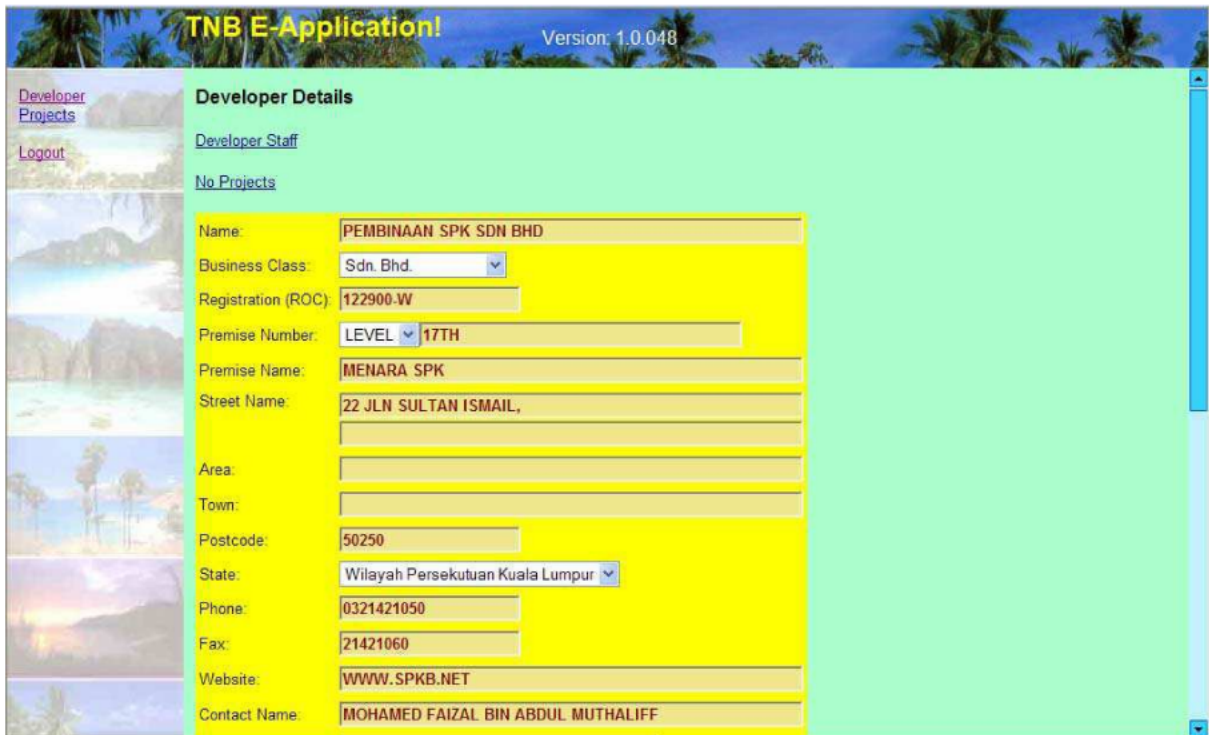 TNB E-Application!
Version: 1.0.048
Developer
Projects
Logout
Developer Details
Developer Staff
No Projects
Name: PEMBINAAN SPK SDN BHD
Business Class: Sdn. Bhd.
Registration (ROC): 122900-W
Premise Number: LEVEL 17TH
Premise Name: MENARA SPK
Street Name: 22 JLN SULTAN ISMAIL,
Area:
Town:
Postcode: 50250
State: Wilayah Persekutuan Kuala Lumpur
Phone: 0321421050
Fax: 21421060
Website: WWW.SPKB.NET
Contact Name: MOHAMED FAIZAL BIN ABDUL MUTHALIFF